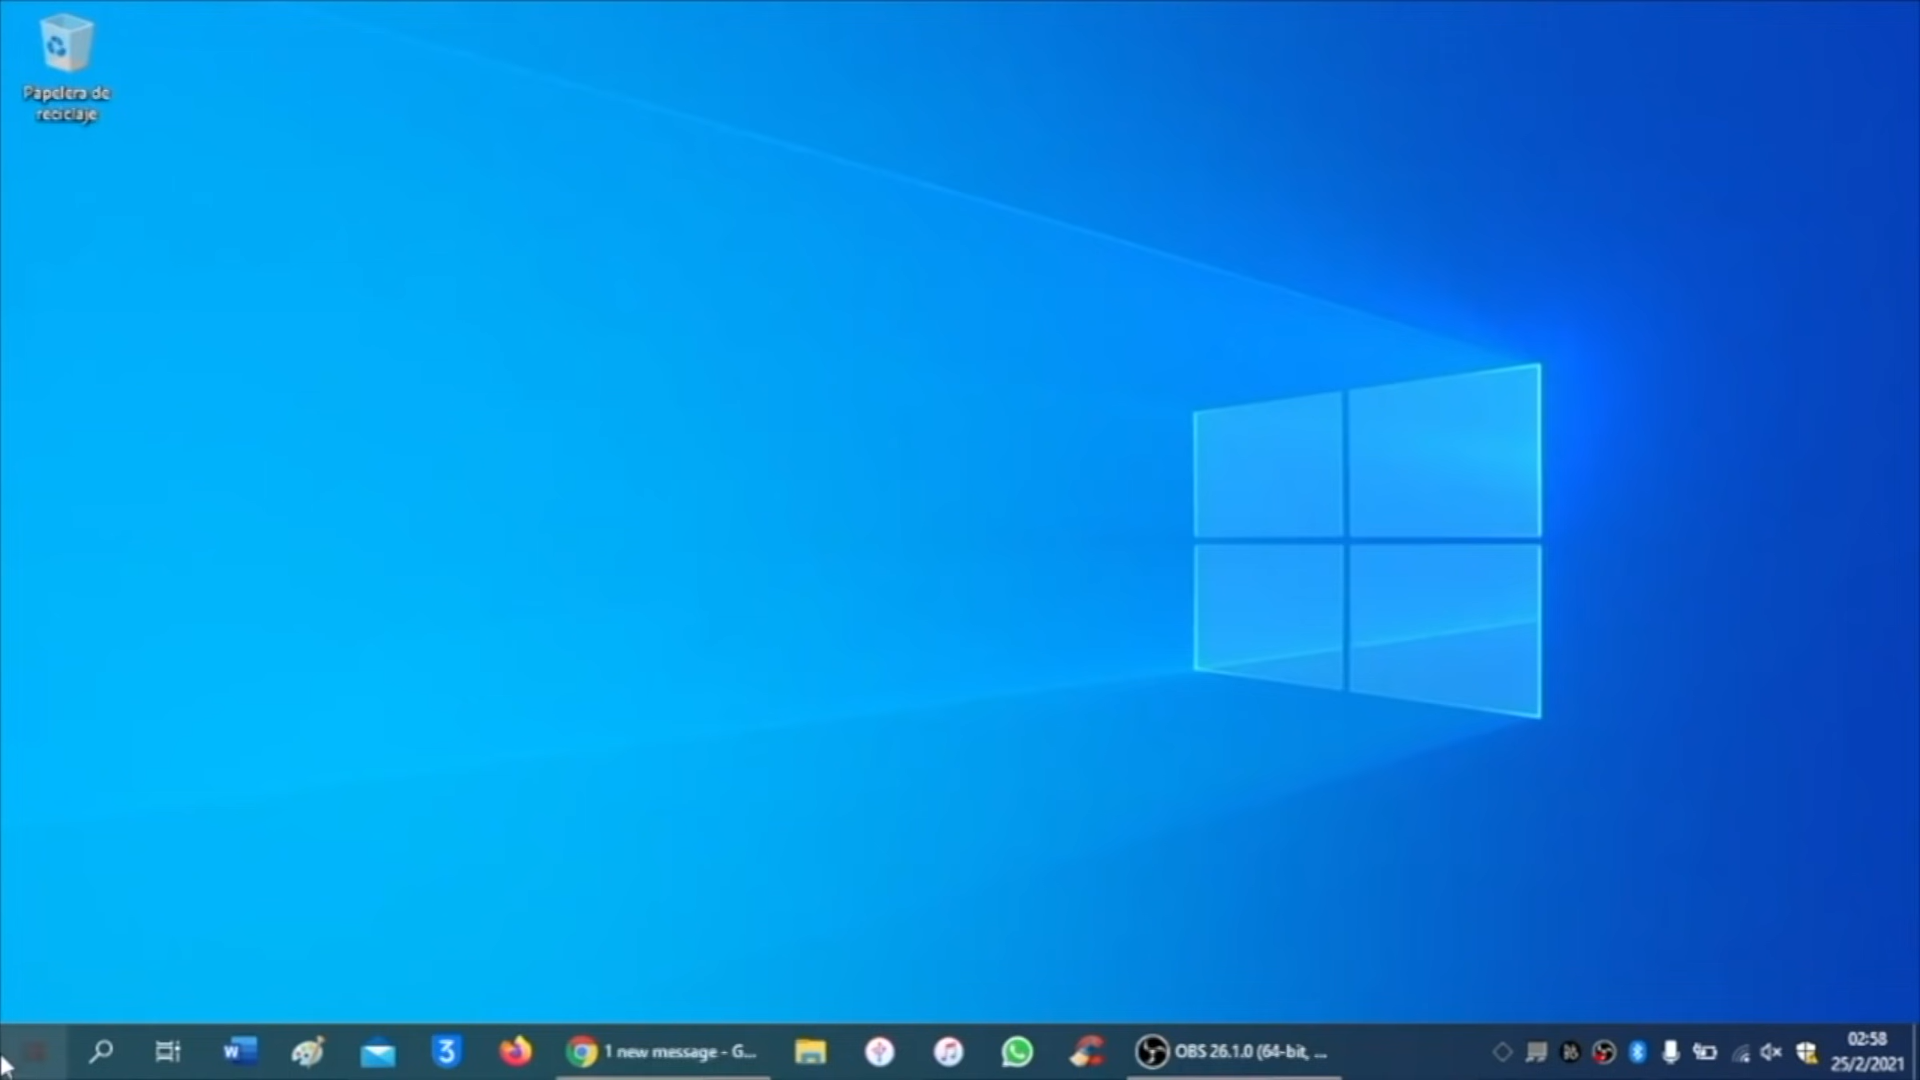 Papelera de
reciclaje
1 new message - G...
OBS 26.1.0 (64-bit, ...
02:58
25/2/2021